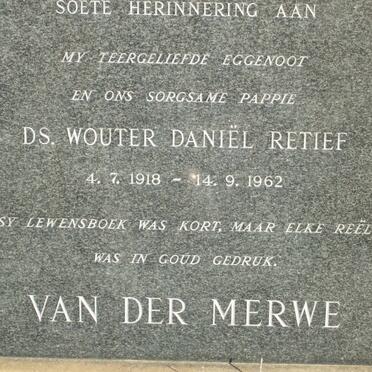 SOETE HERINNERING AAN
MY TEERGELIEFDE EGGENOOT
EN ONS SORGSAME PAPPIE
DS. WOUTER DANIËL RETIEF
4. 7. 1918 – 14. 9. 1962
SY LEWENSBOEK WAS KORT, MAAR ELKE REËL
WAS IN GOUD GEDRUK.
VAN DER MERWE